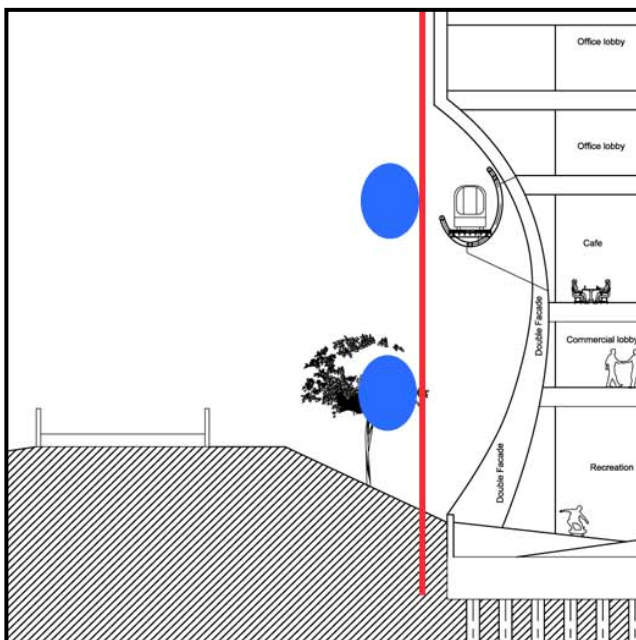 Office lobby
Office lobby
Cafe
Double Facade
Commercial lobby
Double Facade
Recreation